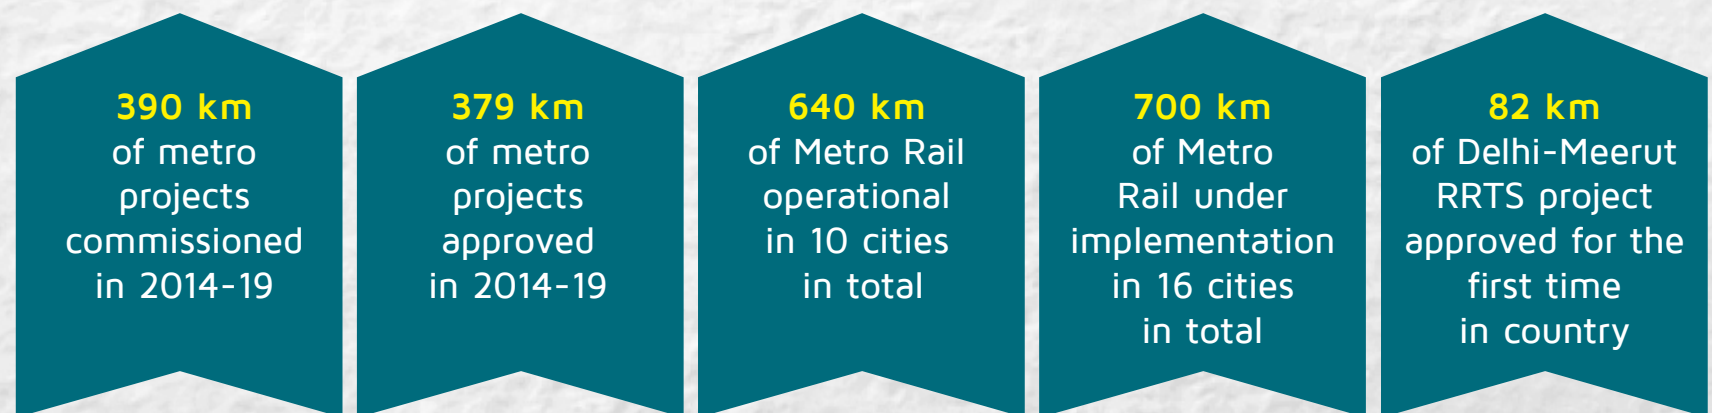 390 km
of metro
projects
commissioned
in 2014-19
379 km
of metro
projects
approved
in 2014-19
640 km
of Metro Rail
operational
in 10 cities
in total
700 km
of Metro
Rail under
implementation
in 16 cities
in total
82 km
of Delhi-Meerut
RRTS project
approved for the
first time
in country